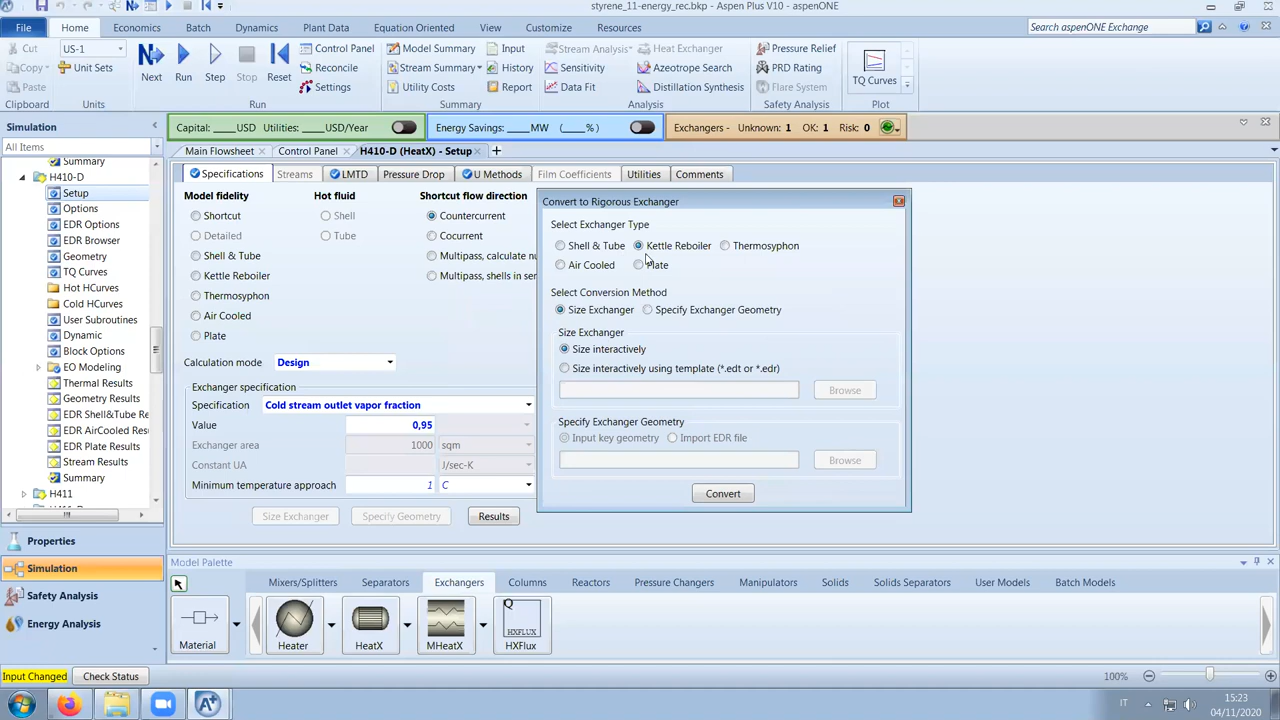 styrene_11-energy_rec.bkp - Aspen Plus V10 - aspenONE
File Home Economics Batch Dynamics Plant Data Equation Oriented View Customize Resources Search aspenONE Exchange
Cut US-1 Control Panel Model Summary Input Stream Analysis Heat Exchanger Pressure Relief
Copy Unit Sets Next Run Step Stop Reset Reconcile Stream Summary History Sensitivity Azeotrope Search PRD Rating TQ Curves
Paste Settings Utility Costs Report Data Fit Distillation Synthesis Flare System
Clipboard Units Run Summary Analysis Safety Analysis Plot
Simulation
Capital: ____USD Utilities: ____USD/Year Energy Savings: ____MW (____%) Exchangers - Unknown: 1 OK: 1 Risk: 0
All Items
Main Flowsheet Control Panel H410-D (HeatX) - Setup +
Summary
H410-D
Setup
Options
EDR Options
EDR Browser
Geometry
TQ Curves
Hot HCurves
Cold HCurves
User Subroutines
Dynamic
Block Options
EO Modeling
Thermal Results
Geometry Results
EDR Shell&Tube Re
EDR AirCooled Res
EDR Plate Results
Stream Results
Summary
H411
Specifications Streams LMTD Pressure Drop U Methods Film Coefficients Utilities Comments
Model fidelity Hot fluid Shortcut flow direction
Shortcut Shell Countercurrent
Detailed Tube Cocurrent
Shell & Tube Multipass, calculate nu
Kettle Reboiler Multipass, shells in ser
Thermosyphon
Air Cooled
Plate
Calculation mode Design
Exchanger specification
Specification Cold stream outlet vapor fraction
Value 0,95
Exchanger area 1000 sqm
Constant UA J/sec-K
Minimum temperature approach 1 C
Size Exchanger Specify Geometry Results
Convert to Rigorous Exchanger
Select Exchanger Type
Shell & Tube Kettle Reboiler Thermosyphon
Air Cooled Plate
Select Conversion Method
Size Exchanger Specify Exchanger Geometry
Size Exchanger
Size interactively
Size interactively using template (*.edt or *.edr)
Browse
Specify Exchanger Geometry
Input key geometry Import EDR file
Browse
Convert
Properties
Simulation
Safety Analysis
Energy Analysis
Model Palette
Mixers/Splitters Separators Exchangers Columns Reactors Pressure Changers Manipulators Solids Solids Separators User Models Batch Models
Q
HXFLUX
Material Heater HeatX MHeatX HXFlux
Input Changed Check Status 100%
IT 15:23
04/11/2020